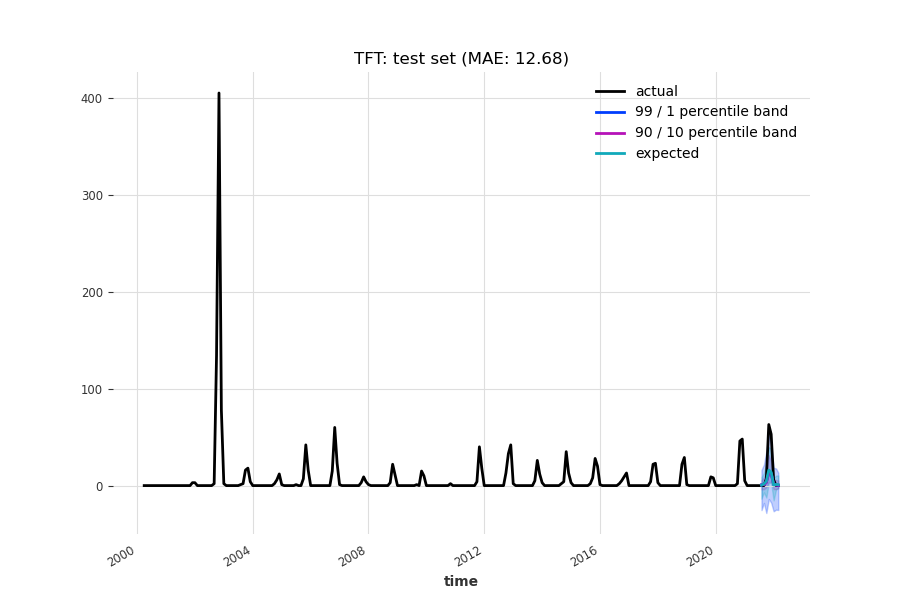 TFT: test set (MAE: 12.68)
actual
99 / 1 percentile band
90 / 10 percentile band
expected
400
300
200
100
0
2000
2004
2008
2012
2016
2020
time